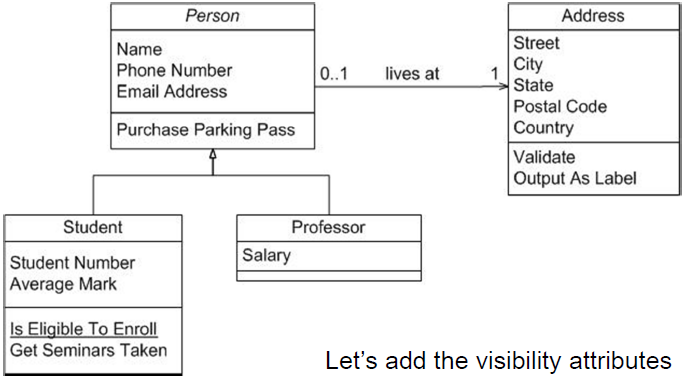 Person
Name
Phone Number
Email Address
Purchase Parking Pass
0..1 lives at 1
Address
Street
City
State
Postal Code
Country
Validate
Output As Label
Student
Student Number
Average Mark
Is Eligible To Enroll
Get Seminars Taken
Professor
Salary
Let’s add the visibility attributes